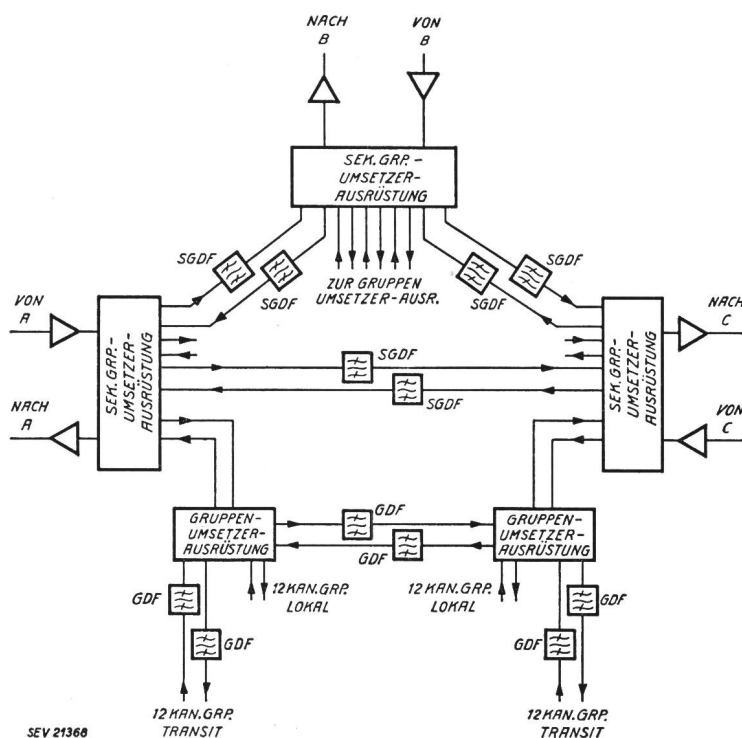 NACH
B
VON
B
SEK. GRP. –
UMSETZER-
AUSRÜSTUNG
SGDF
SGDF
ZUR GRUPPEN
UMSETZER-AUSR.
SGDF
SGDF
VON
A
NACH
A
SEK. GRP.-
UMSETZER-
AUSRÜSTUNG
SGDF
SGDF
SEK. GRP.-
UMSETZER-
AUSRÜSTUNG
NACH
C
VON
C
GRUPPEN-
UMSETZER-
AUSRÜSTUNG
GDF
GDF
GRUPPEN-
UMSETZER-
AUSRÜSTUNG
GDF
GDF
12 KAN. GRP.
LOKAL
12 KAN. GRP.
LOKAL
GDF
GDF
12 KAN. GRP.
TRANSIT
12 KAN. GRP.
TRANSIT
SEV 21368